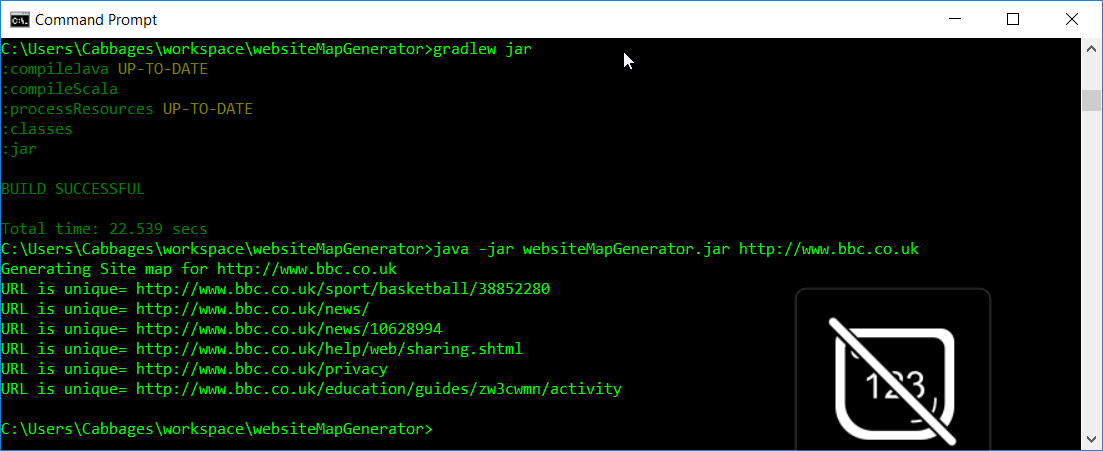 Command Prompt
C:\Users\Cabbages\workspace\websiteMapGenerator>gradlew jar
:compileJava UP-TO-DATE
:compileScala
:processResources UP-TO-DATE
:classes
:jar
BUILD SUCCESSFUL
Total time: 22.539 secs
C:\Users\Cabbages\workspace\websiteMapGenerator>java -jar websiteMapGenerator.jar http://www.bbc.co.uk
Generating Site map for http://www.bbc.co.uk
URL is unique= http://www.bbc.co.uk/sport/basketball/38852280
URL is unique= http://www.bbc.co.uk/news/
URL is unique= http://www.bbc.co.uk/news/10628994
URL is unique= http://www.bbc.co.uk/help/web/sharing.shtml
URL is unique= http://www.bbc.co.uk/privacy
URL is unique= http://www.bbc.co.uk/education/guides/zw3cwmn/activity
C:\Users\Cabbages\workspace\websiteMapGenerator>
123